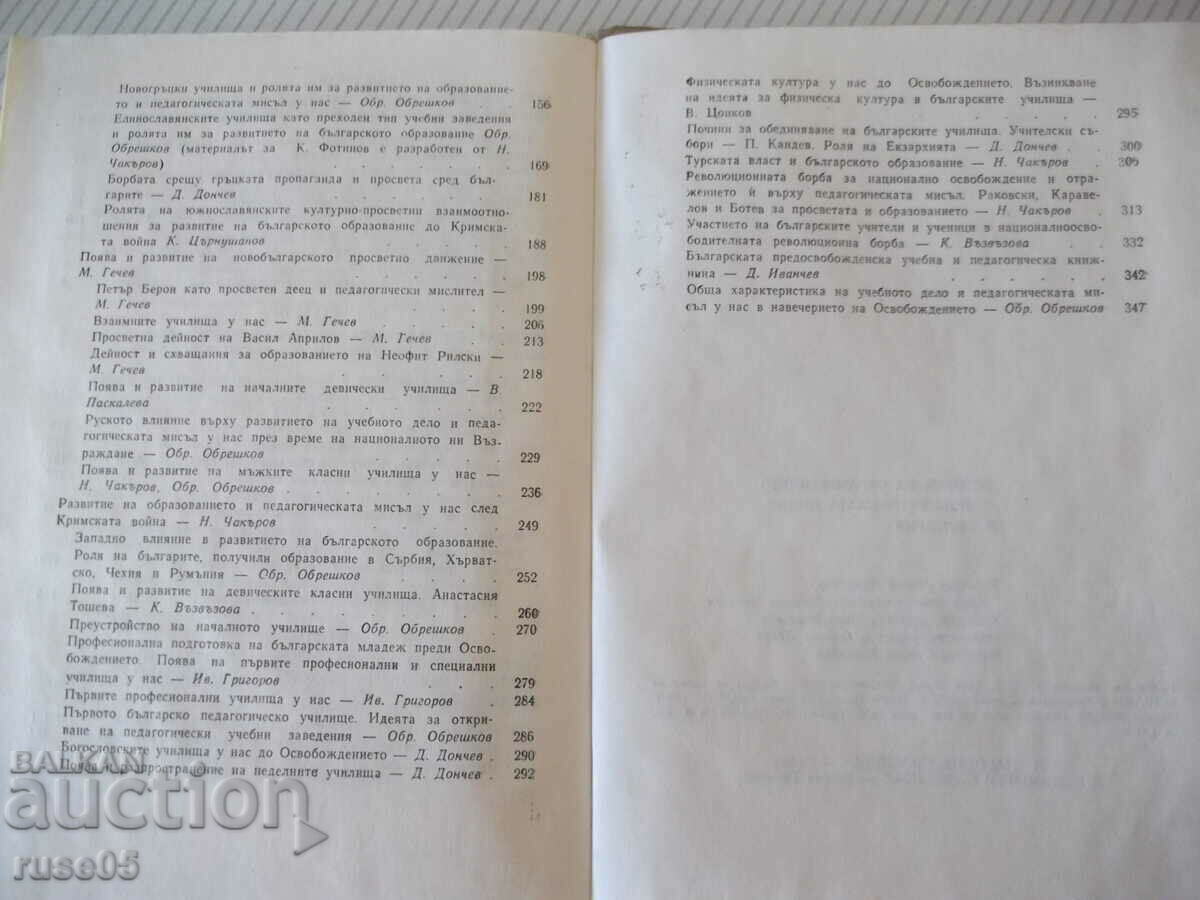 Новогръцки училища и ролята им за развитието на образование-
то и педагогическата мисъл у нас — Обр. Обрешков . . 156
Елинославянските училища като преходен тип учебни заведения
и ролята им за развитието на българското образование Обр.
Обрешков (материалът за К. Фотинов е разработен от Н.
Чакъров) . . . . . . 169
Борбата срещу гръцката пропаганда и просвета сред бъл-
гарите — Д. Дончев . . . . . 181
Ролята на южнославянските културно-просветни взаимоотно-
шения за развитие на българското образование до Кримска-
та война К. Църнушанов . . . . . 188
Поява и развитие на новобългарското просветно движение —
М. Гечев . . . . . . 198
Петър Берон като просветен деец и педагогически мислител —
М. Гечев . . . . . . 199
Взаимните училища у нас — М. Гечев . . . . 206
Просветна дейност на Васил Априлов — М. Гечев . . 213
Дейност и схващания за образованието на Неофит Рилски —
М. Гечев . . . . . . 218
Поява и развитие на началните девически училища — В.
Паскалева . . . . . . 222
Руското влияние върху развитието на учебното дело и педа-
гогическата мисъл у нас през време на националното ни Въз-
раждане — Обр. Обрешков . . . . . 229
Поява и развитие на мъжките класни училища у нас —
Н. Чакъров, Обр. Обрешков . . . . . 236
Развитие на образованието и педагогическата мисъл у нас след
Кримската война — Н. Чакъров . . . . 249
Западно влияние в развитието на българското образование.
Роля на българите, получили образование в Сърбия, Хърват-
ско, Чехия и Румъния — Обр. Обрешков . . . . 252
Поява и развитие на девическите класни училища. Анастасия
Тошева — К. Възвъзова . . . . . . 260
Преустройство на началното училище — Обр. Обрешков . 270
Професионална подготовка на българската младеж преди Осво-
бождението. Поява на първите професионални и специални
училища у нас — Ив. Григоров . . . 279
Първите професионални училища у нас — Ив. Григоров . 284
Първото българско педагогическо училище. Идеята за откри-
ване на педагогически учебни заведения — Обр. Обрешков 286
Богословските училища у нас до Освобождението — Д. Дончев . 290
Поява и разпространение на неделните училища — Д. Дончев . 292
Физическата култура у нас до Освобождението. Възникване
на идеята за физическа култура в българските училища —
В. Цонков . . . . . . 295
Почини за обединяване на българските училища. Учителски съ-
бори — П. Кандев. Роля на Екзархията — Д. Дончев . . 300
Турската власт и българското образование — Н. Чакъров . 306
Революционната борба за национално освобождение и отра-
жението ѝ върху педагогическата мисъл. Раковски, Каравe-
лов и Ботев за просветата и образованието — Н. Чакъров . 313
Участието на българските учители и ученици в националноосво-
бодителната революционна борба — К. Възвъзова . . 332
Българската предосвобожденска учебна и педагогическа книж-
нина — Д. Иванчев . . . . . 342
Обща характеристика на учебното дело и педагогическата ми-
съл у нас в навечерието на Освобождението — Обр. Обрешков 347
BALKAN
auction
ruse05